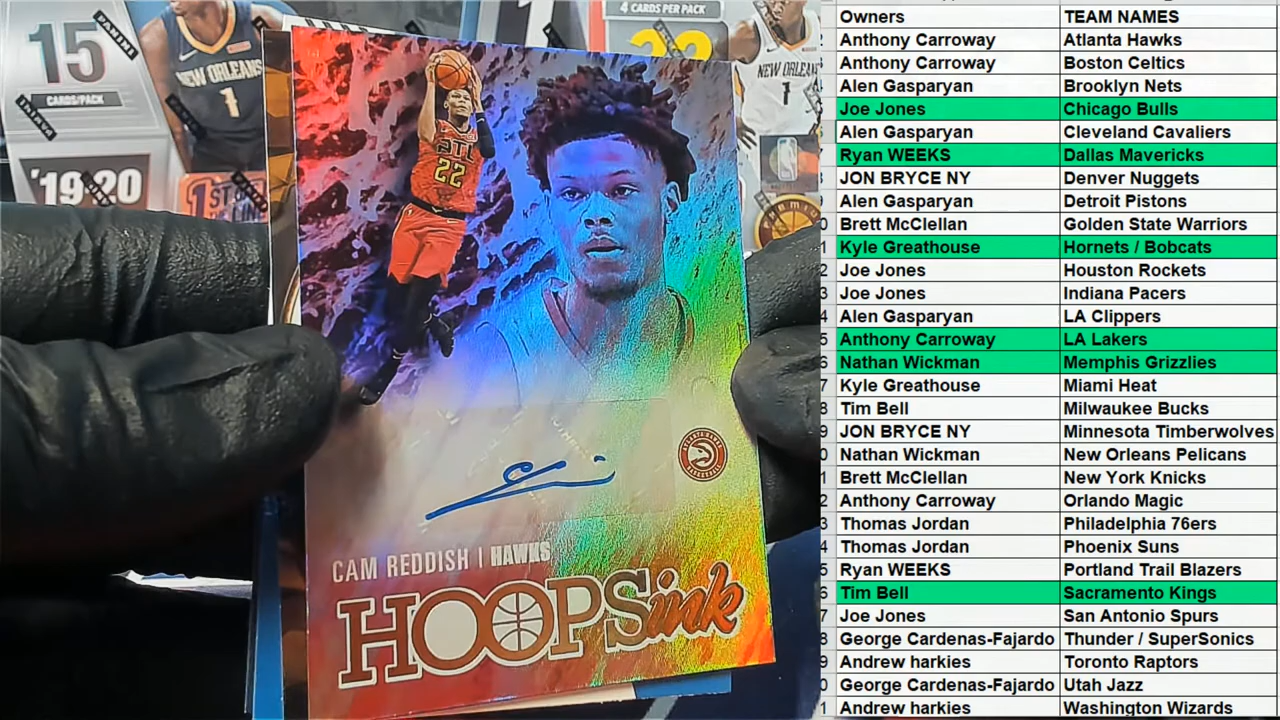 15
CARDS/PACK
PANINI
'19-20
1ST O
NEW ORLEANS
1
4 CARDS PER PACK
NEW ORLEANS
1
ATL
22
CAM REDDISH | HAWKS
HOOPS ink
Owners TEAM NAMES
Anthony Carroway Atlanta Hawks
Anthony Carroway Boston Celtics
Alen Gasparyan Brooklyn Nets
Joe Jones Chicago Bulls
Alen Gasparyan Cleveland Cavaliers
Ryan WEEKS Dallas Mavericks
JON BRYCE NY Denver Nuggets
Alen Gasparyan Detroit Pistons
Brett McClellan Golden State Warriors
Kyle Greathouse Hornets / Bobcats
Joe Jones Houston Rockets
Joe Jones Indiana Pacers
Alen Gasparyan LA Clippers
Anthony Carroway LA Lakers
Nathan Wickman Memphis Grizzlies
Kyle Greathouse Miami Heat
Tim Bell Milwaukee Bucks
JON BRYCE NY Minnesota Timberwolves
Nathan Wickman New Orleans Pelicans
Brett McClellan New York Knicks
Anthony Carroway Orlando Magic
Thomas Jordan Philadelphia 76ers
Thomas Jordan Phoenix Suns
Ryan WEEKS Portland Trail Blazers
Tim Bell Sacramento Kings
Joe Jones San Antonio Spurs
George Cardenas-Fajardo Thunder / SuperSonics
Andrew harkies Toronto Raptors
George Cardenas-Fajardo Utah Jazz
Andrew harkies Washington Wizards